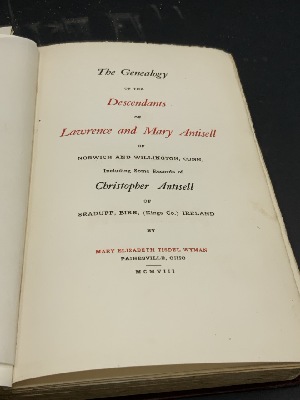 The Genealogy
OF THE
Descendants
OF
Lawrence and Mary Antisell
OF
NORWICH AND WILLINGTON, CONN.
Including Some Records of
Christopher Antisell
OF
SRADUFF, BIRR, (Kings Co.) IRELAND
BY
MARY ELIZABETH TISDEL WYMAN
PAINESVILLE, OHIO
MCMVIII